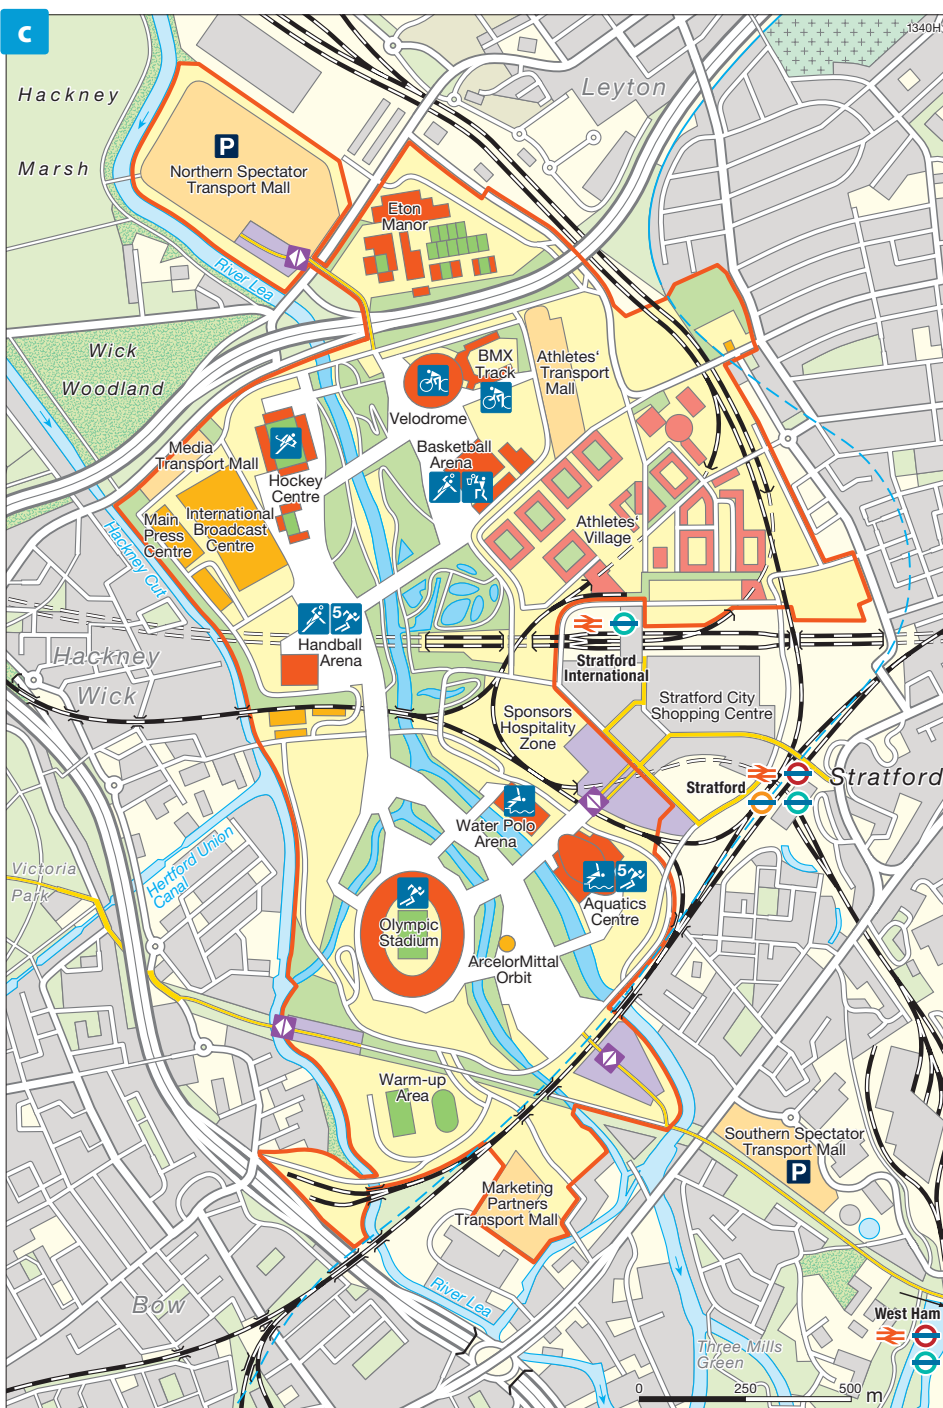 c
1340H
Hackney
Marsh
Leyton
P
Northern Spectator
Transport Mall
Eton
Manor
River Lea
Wick
Woodland
BMX
Track
Athletes'
Transport
Mall
Velodrome
Basketball
Arena
Media
Transport Mall
Hockey
Centre
International
Broadcast
Centre
Main
Press
Centre
Athletes'
Village
Hackney Cut
5
Handball
Arena
Hackney
Wick
Stratford
International
Stratford City
Shopping Centre
Sponsors
Hospitality
Zone
Stratford
Stratford
Water Polo
Arena
Hertford Union
Canal
Victoria
Park
5
Aquatics
Centre
Olympic
Stadium
ArcelorMittal
Orbit
Warm-up
Area
Southern Spectator
Transport Mall
P
Marketing
Partners
Transport Mall
River Lea
Bow
West Ham
Three Mills
Green
0 250 500 m